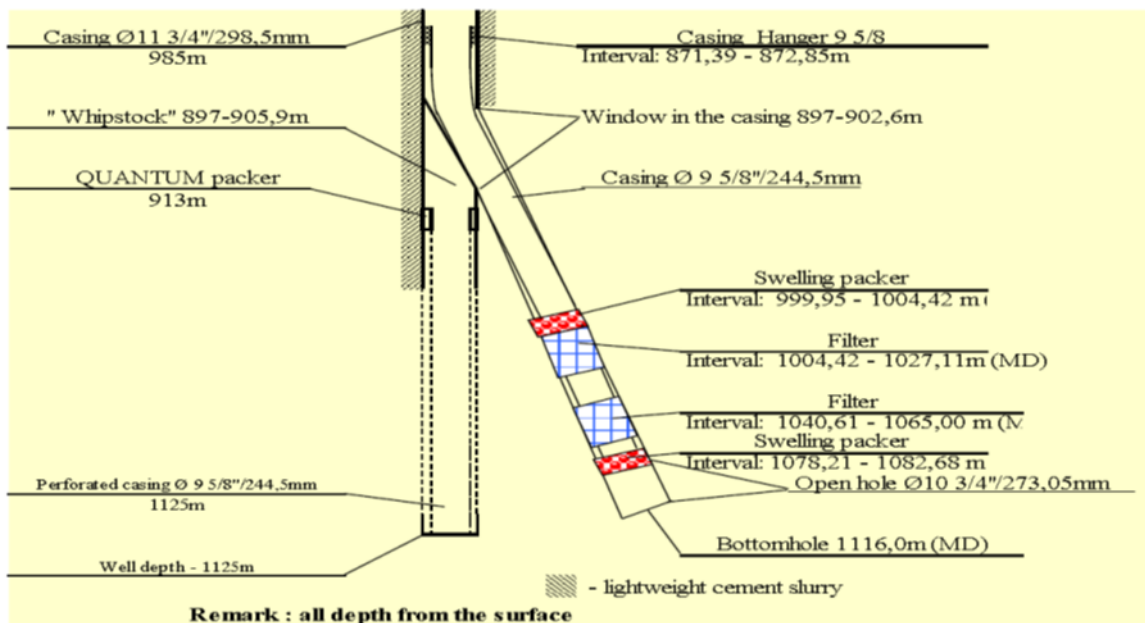 Casing Ø11 3/4"/298,5mm
985m
" Whipstock" 897-905,9m
QUANTUM packer
913m
Perforated casing Ø 9 5/8"/244,5mm
1125m
Well depth - 1125m
Casing Hanger 9 5/8
Interval: 871,39 - 872,85m
Window in the casing 897-902,6m
Casing Ø 9 5/8"/244,5mm
Swelling packer
Interval: 999,95 - 1004,42 m (
Filter
Interval: 1004,42 - 1027,11m (MD)
Filter
Interval: 1040,61 - 1065,00 m (M
Swelling packer
Interval: 1078,21 - 1082,68 m
Open hole Ø10 3/4"/273,05mm
Bottomhole 1116,0m (MD)
- lightweight cement slurry
Remark : all depth from the surface